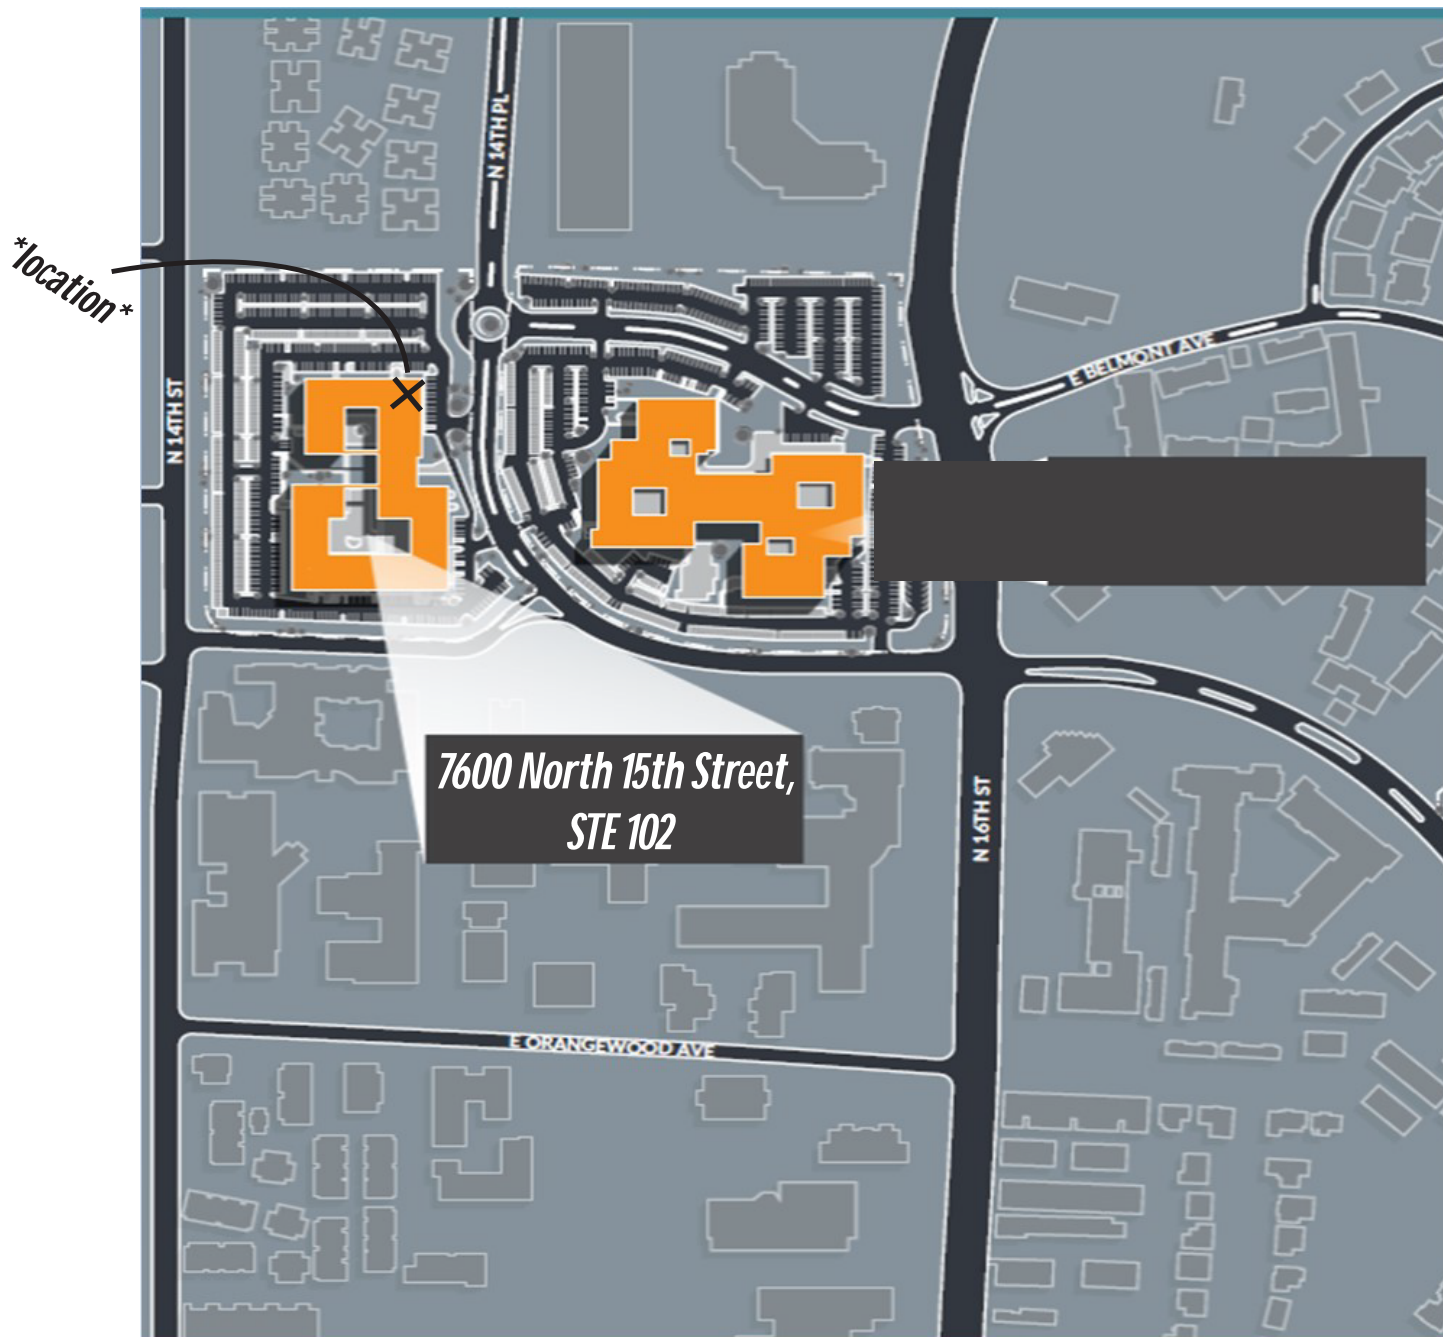 N 14TH PL
*location*
E BELMONT AVE
N 14TH ST
7600 North 15th Street,
STE 102
N 16TH ST
E ORANGEWOOD AVE